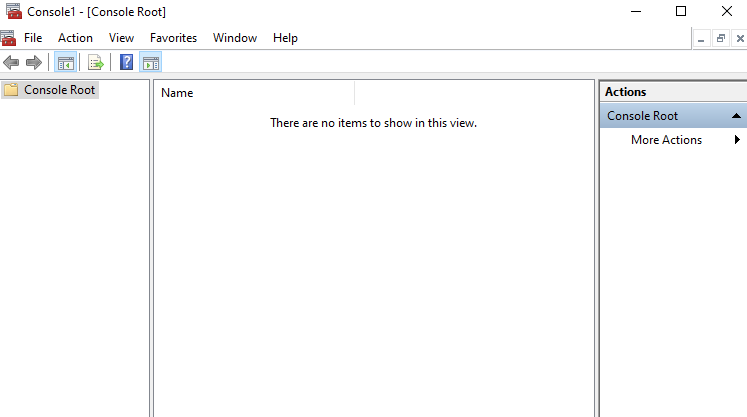 Console1 - [Console Root]
File Action View Favorites Window Help
Console Root
Name
There are no items to show in this view.
Actions
Console Root
More Actions